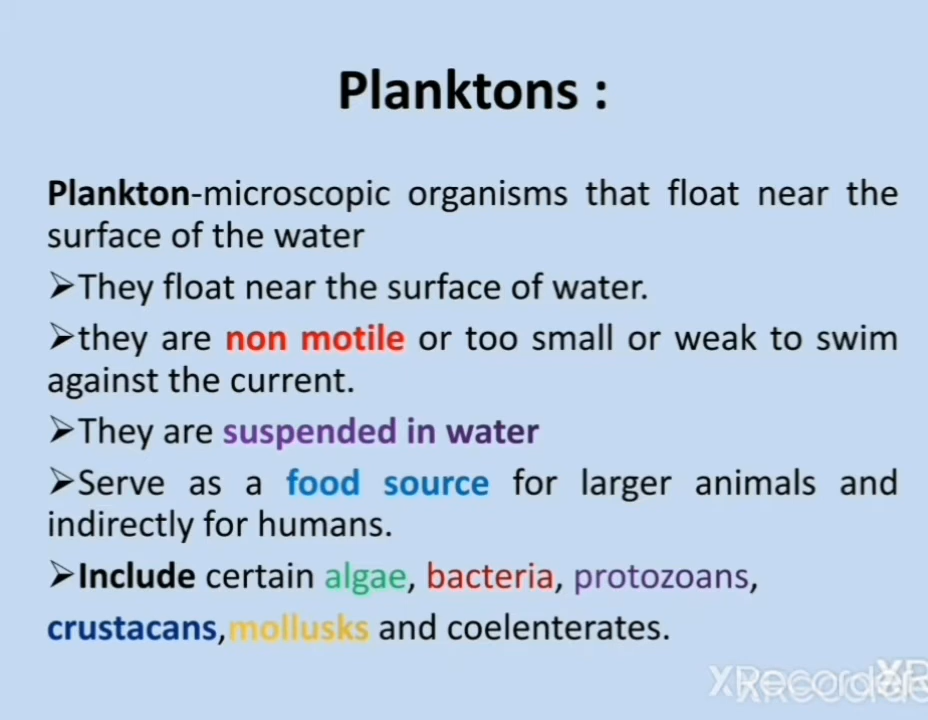 Planktons :
Plankton-microscopic organisms that float near the
surface of the water
➢They float near the surface of water.
➢they are non motile or too small or weak to swim
against the current.
➢They are suspended in water
➢Serve as a food source for larger animals and
indirectly for humans.
➢Include certain algae, bacteria, protozoans,
crustacans,mollusks and coelenterates.
XRecorder